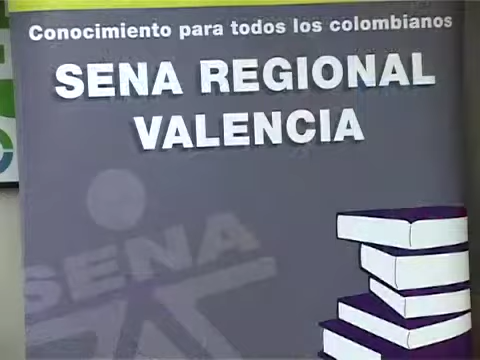 Conocimiento para todos los colombianos
SENA REGIONAL
VALENCIA
SENA